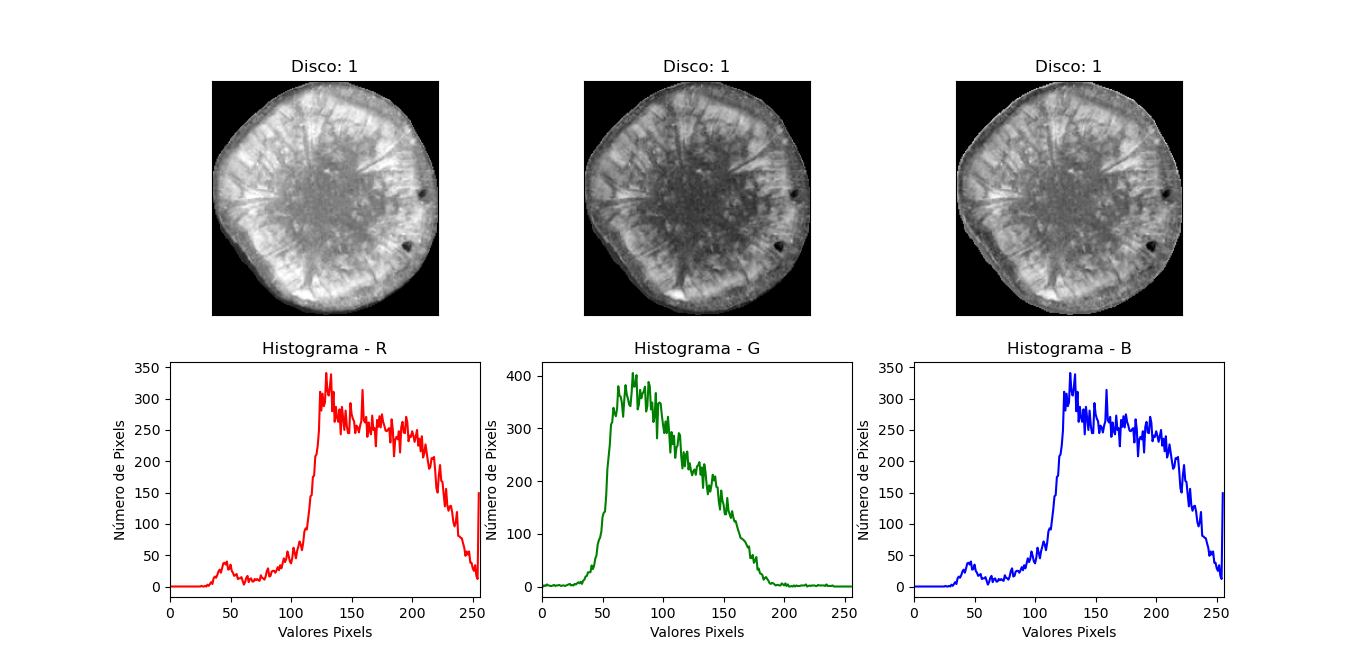 Disco: 1
Disco: 1
Disco: 1
Histograma - R
Número de Pixels
350
300
250
200
150
100
50
0
0 50 100 150 200 250
Valores Pixels
Histograma - G
Número de Pixels
400
300
200
100
0
0 50 100 150 200 250
Valores Pixels
Histograma - B
Número de Pixels
350
300
250
200
150
100
50
0
0 50 100 150 200 250
Valores Pixels